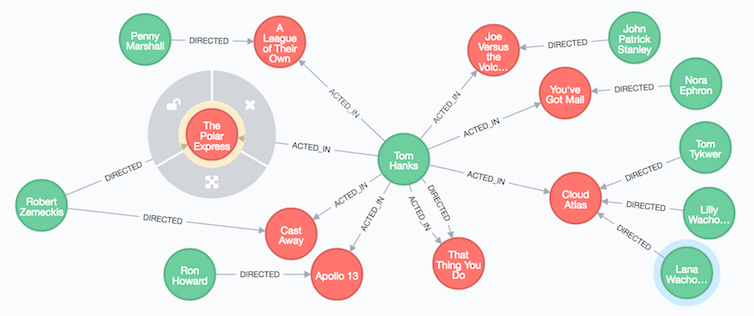 Penny
Marshall
DIRECTED
A
League
of Their
Own
Joe
Versus
the
Volc...
DIRECTED
John
Patrick
Stanley
ACTED_IN
ACTED_IN
You've
Got Mail
DIRECTED
Nora
Ephron
ACTED_IN
The
Polar
Express
ACTED_IN
Tom
Hanks
Tom
Tykwer
DIRECTED
DIRECTED
ACTED_IN
Cloud
Atlas
DIRECTED
Lilly
Wacho...
DIRECTED
Lana
Wacho...
Robert
Zemeckis
DIRECTED
Cast
Away
ACTED_IN
ACTED_IN
ACTED_IN
DIRECTED
Ron
Howard
DIRECTED
Apollo 13
That
Thing You
Do